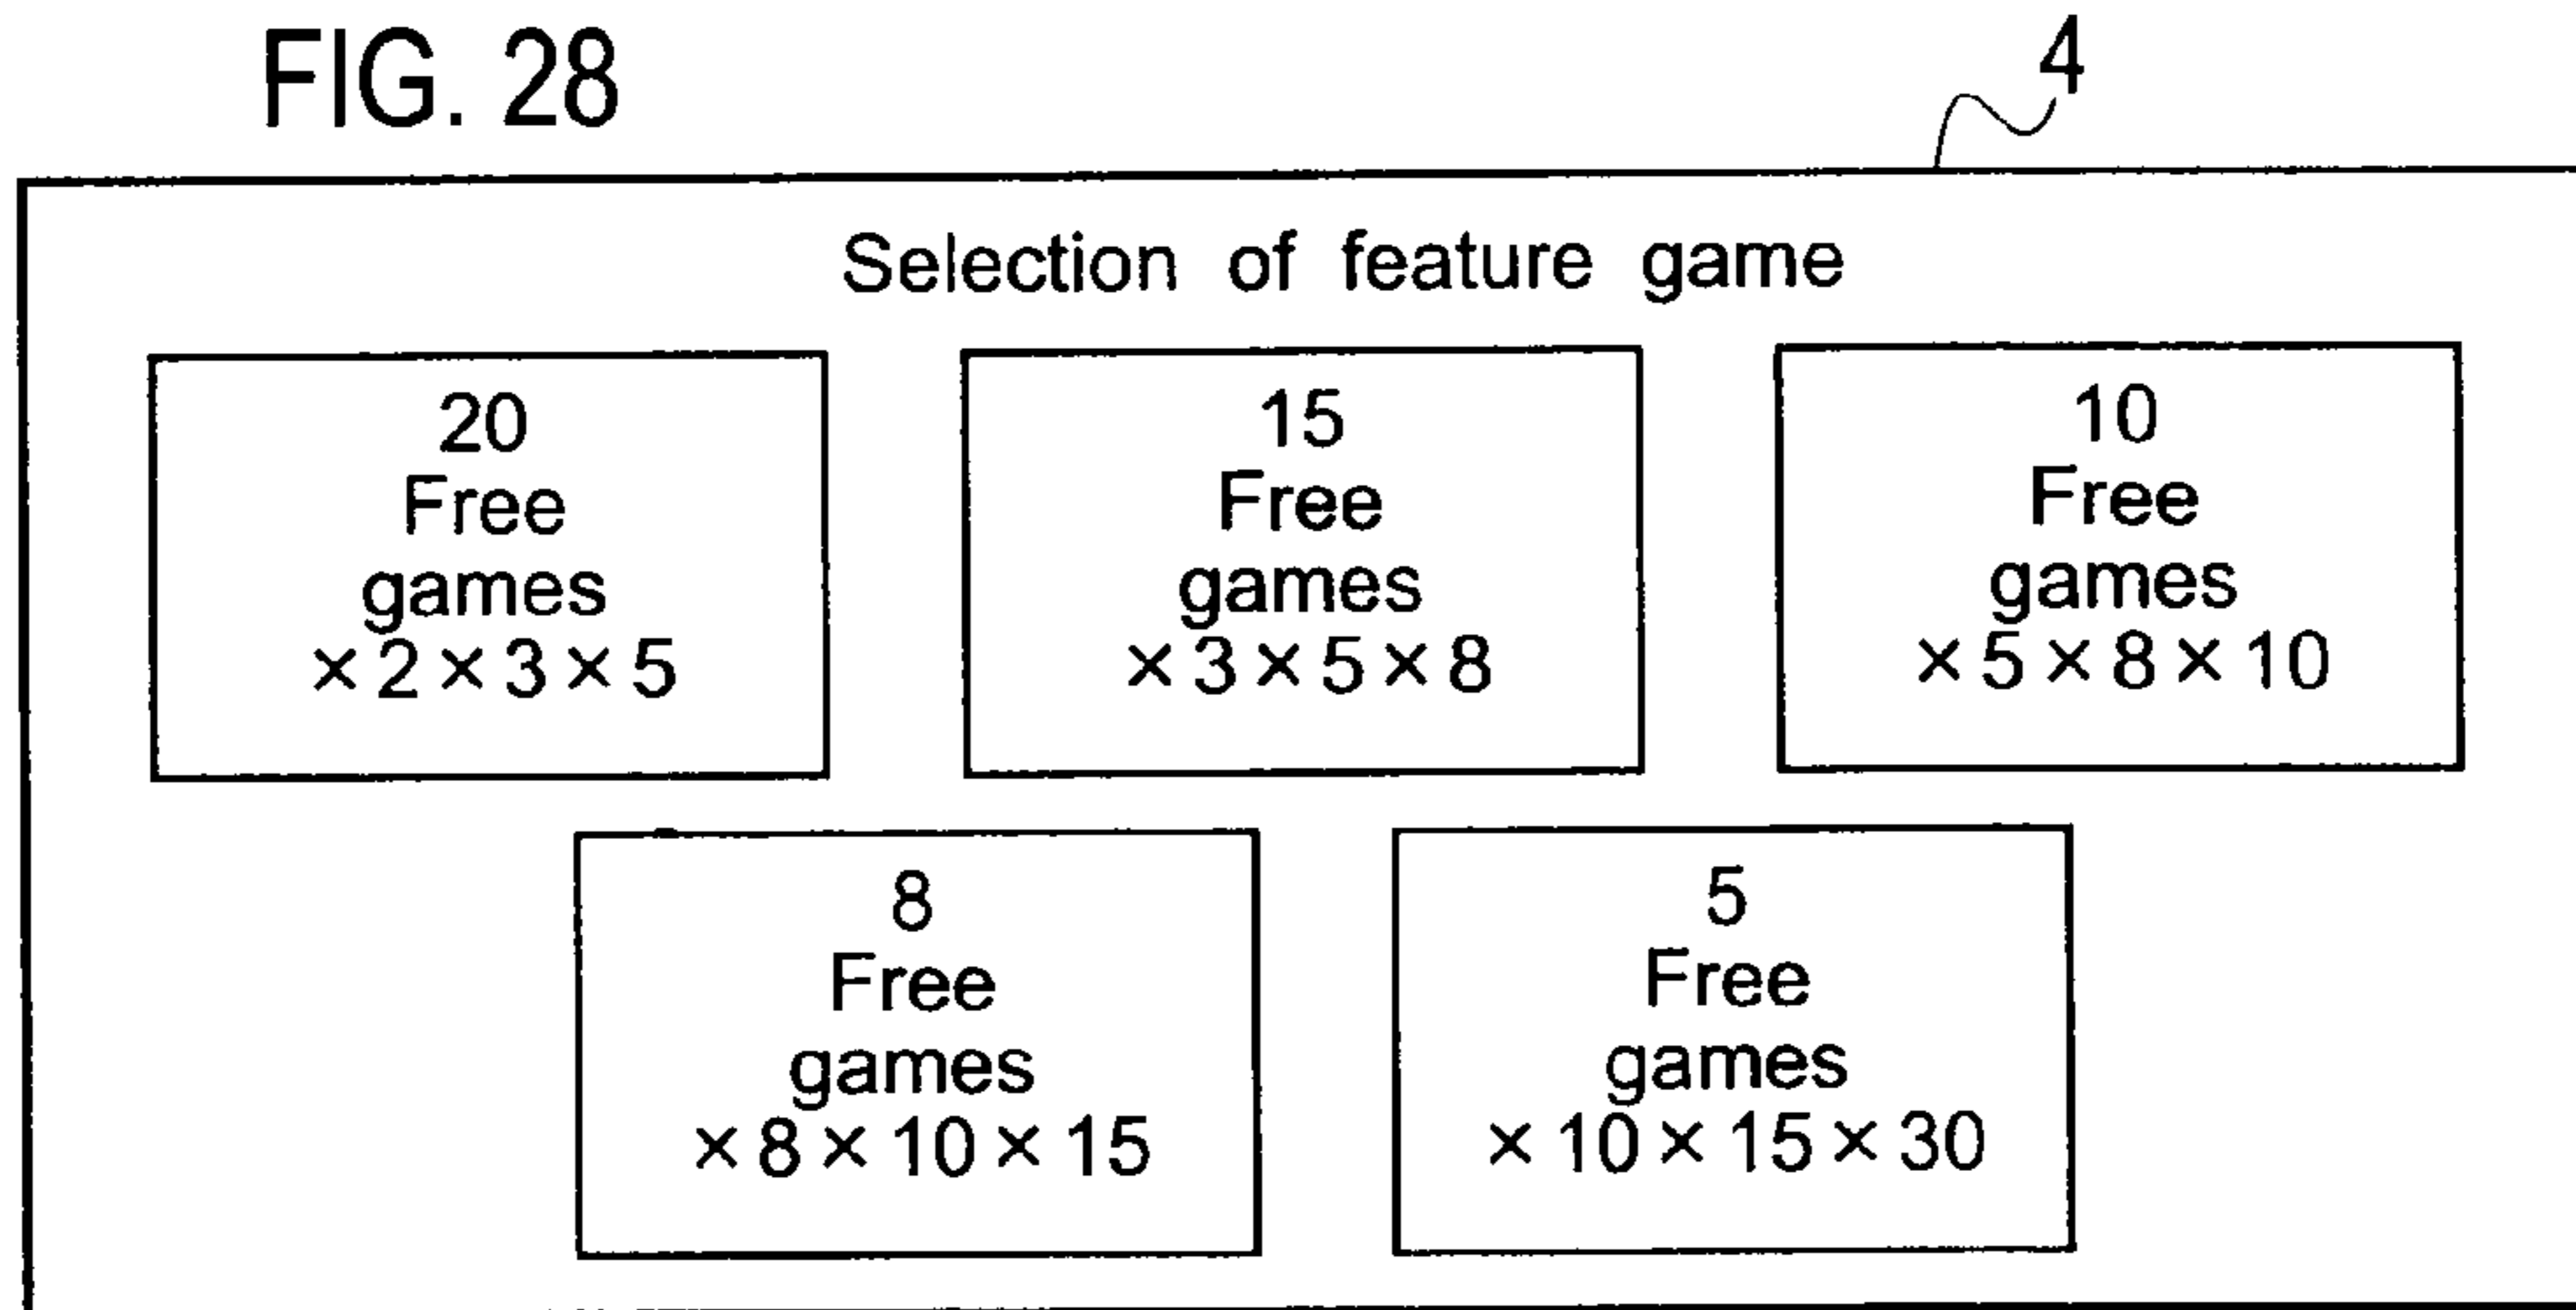 FIG. 28
4
Selection of feature game
20
Free
games
×2×3×5
15
Free
games
×3×5×8
10
Free
games
×5×8×10
8
Free
games
×8×10×15
5
Free
games
×10×15×30